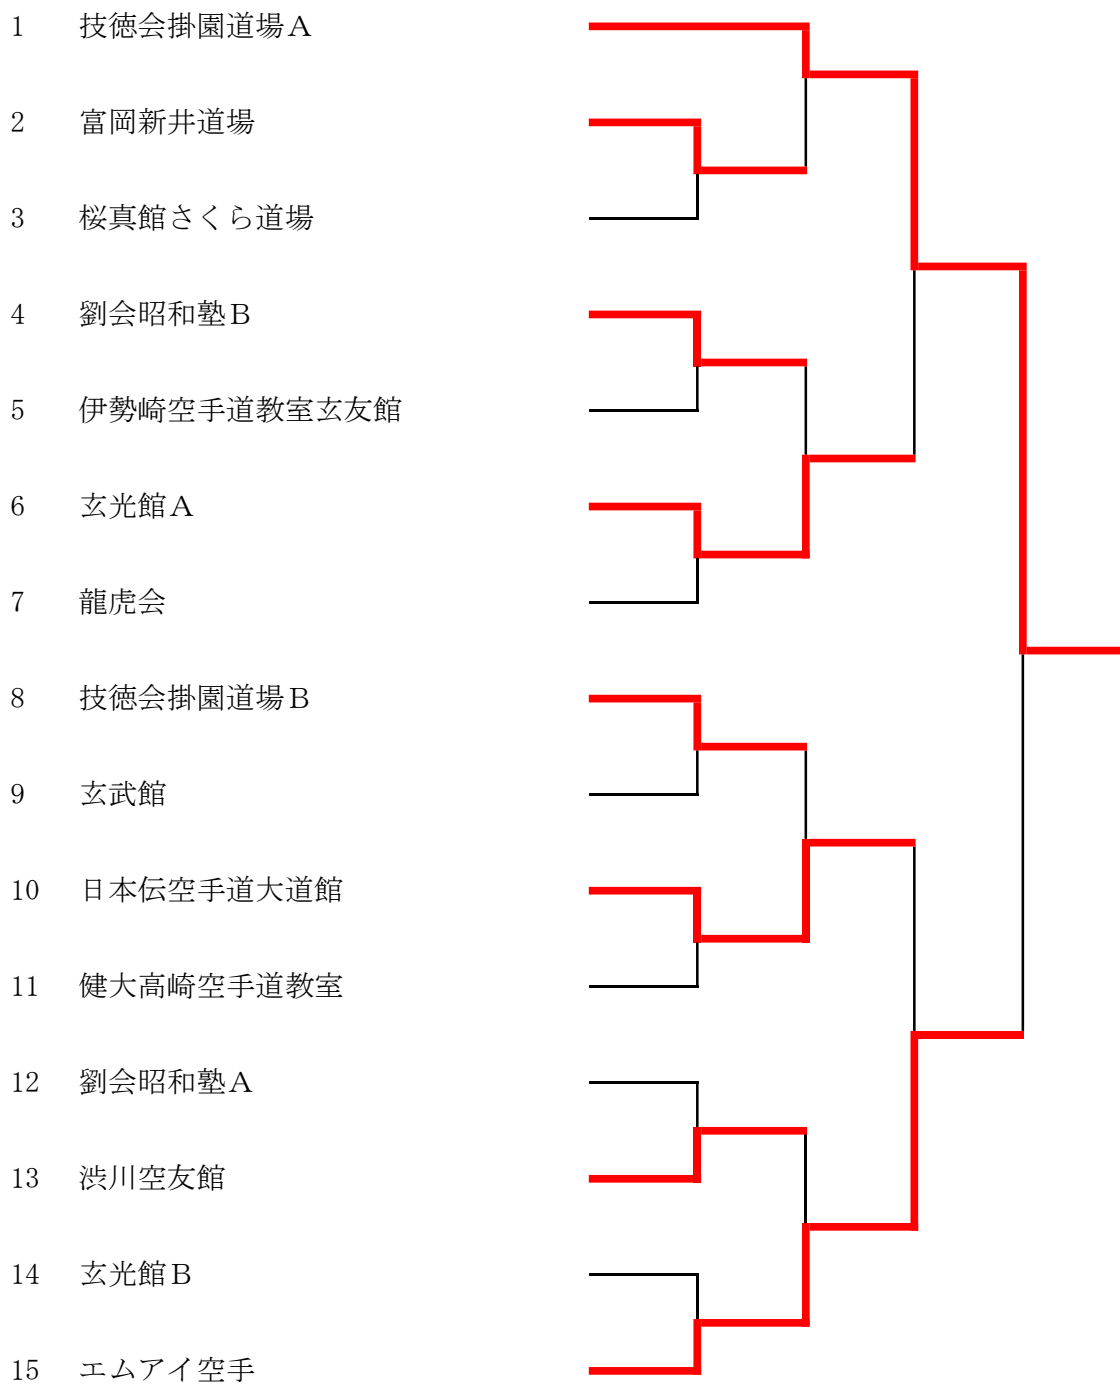 1 技徳会掛園道場A
2 富岡新井道場
3 桜真館さくら道場
4 劉会昭和塾B
5 伊勢崎空手道教室玄友館
6 玄光館A
7 龍虎会
8 技徳会掛園道場B
9 玄武館
10 日本伝空手道大道館
11 健大高崎空手道教室
12 劉会昭和塾A
13 渋川空友館
14 玄光館B
15 エムアイ空手